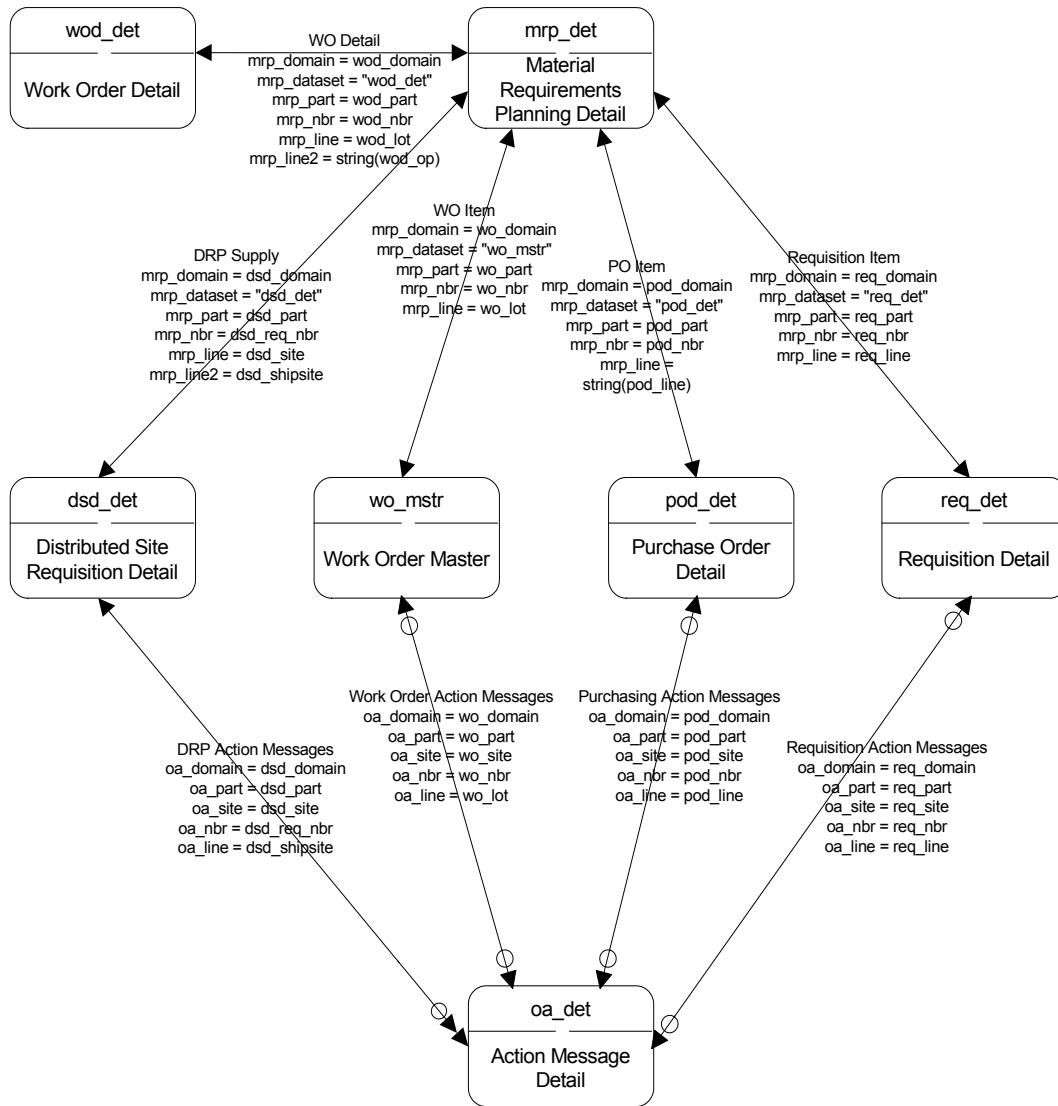 wod_det
Work Order Detail
WO Detail
mrp_domain = wod_domain
mrp_dataset = "wod_det"
mrp_part = wod_part
mrp_nbr = wod_nbr
mrp_line = wod_lot
mrp_line2 = string(wod_op)
mrp_det
Material
Requirements
Planning Detail
DRP Supply
mrp_domain = dsd_domain
mrp_dataset = "dsd_det"
mrp_part = dsd_part
mrp_nbr = dsd_req_nbr
mrp_line = dsd_site
mrp_line2 = dsd_shipsite
WO Item
mrp_domain = wo_domain
mrp_dataset = "wo_mstr"
mrp_part = wo_part
mrp_nbr = wo_nbr
mrp_line = wo_lot
PO Item
mrp_domain = pod_domain
mrp_dataset = "pod_det"
mrp_part = pod_part
mrp_nbr = pod_nbr
mrp_line =
string(pod_line)
Requisition Item
mrp_domain = req_domain
mrp_dataset = "req_det"
mrp_part = req_part
mrp_nbr = req_nbr
mrp_line = req_line
dsd_det
Distributed Site
Requisition Detail
wo_mstr
Work Order Master
pod_det
Purchase Order
Detail
req_det
Requisition Detail
DRP Action Messages
oa_domain = dsd_domain
oa_part = dsd_part
oa_site = dsd_site
oa_nbr = dsd_req_nbr
oa_line = dsd_shipsite
Work Order Action Messages
oa_domain = wo_domain
oa_part = wo_part
oa_site = wo_site
oa_nbr = wo_nbr
oa_line = wo_lot
Purchasing Action Messages
oa_domain = pod_domain
oa_part = pod_part
oa_site = pod_site
oa_nbr = pod_nbr
oa_line = pod_line
Requisition Action Messages
oa_domain = req_domain
oa_part = req_part
oa_site = req_site
oa_nbr = req_nbr
oa_line = req_line
oa_det
Action Message
Detail